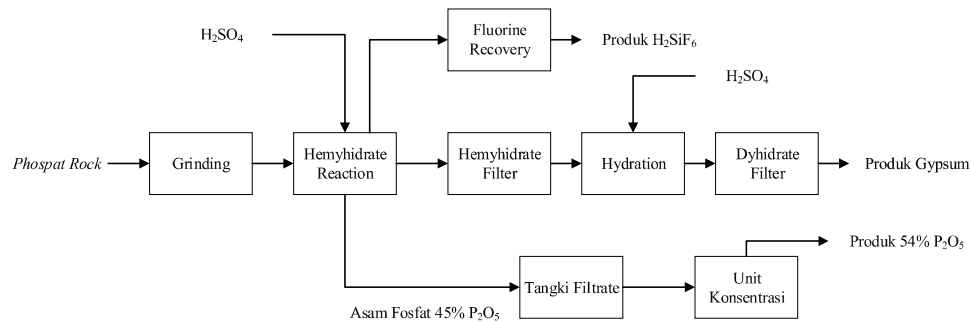 H₂SO₄
Fluorine
Recovery
Produk H₂SiF₆
H₂SO₄
Phospat Rock
Grinding
Hemyhidrate
Reaction
Hemyhidrate
Filter
Hydration
Dyhidrate
Filter
Produk Gypsum
Produk 54% P₂O₅
Tangki Filtrate
Unit
Konsentrasi
Asam Fosfat 45% P₂O₅